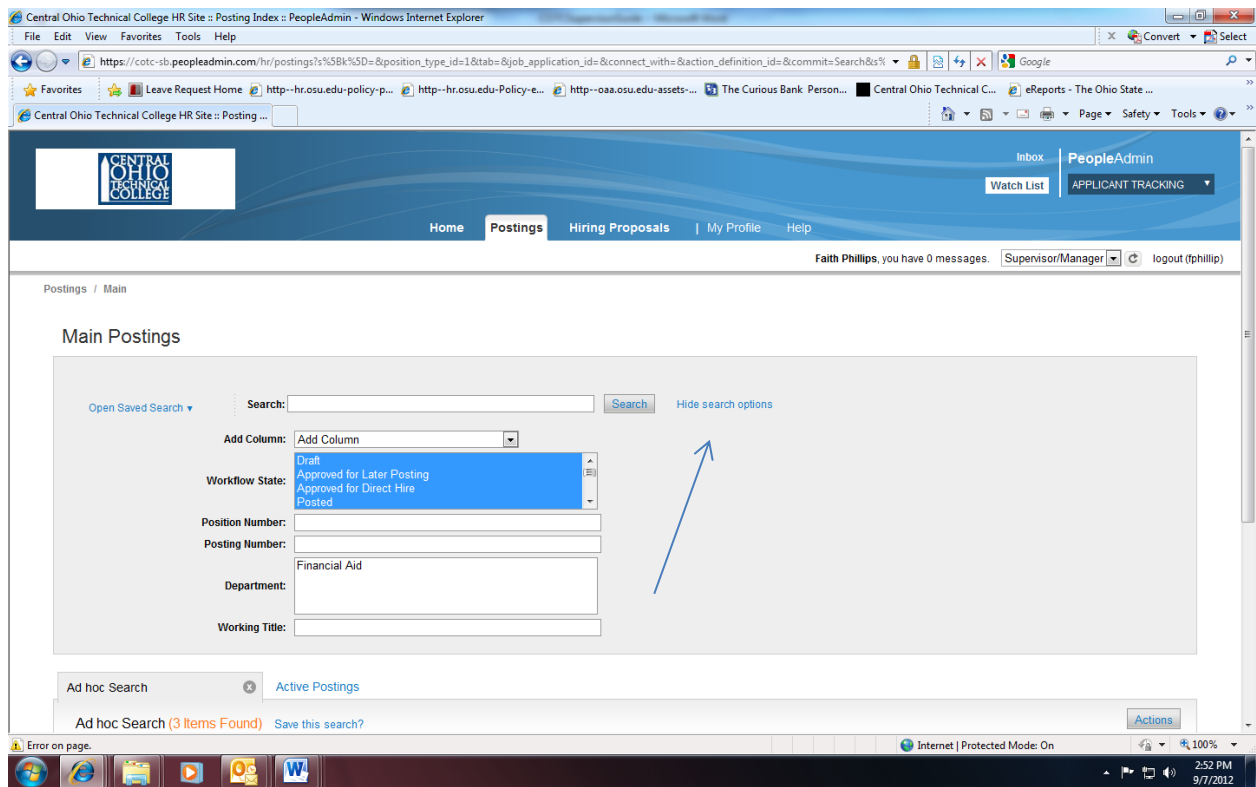 Central Ohio Technical College HR Site :: Posting Index :: PeopleAdmin - Windows Internet Explorer
File Edit View Favorites Tools Help
Convert Select
https://cotc-sb.peopleadmin.com/hr/postings?s%5Bk%5D=&position_type_id=1&tab=&job_application_id=&connect_with=&action_definition_id=&commit=Search&s%
Google
Favorites Leave Request Home http--hr.osu.edu-policy-p... http--hr.osu.edu-Policy-e... http--oaa.osu.edu-assets-... The Curious Bank Person... Central Ohio Technical C... eReports - The Ohio State ...
Central Ohio Technical College HR Site :: Posting ...
Page Safety Tools
CENTRAL
OHIO
TECHNICAL
COLLEGE
Inbox PeopleAdmin
Watch List APPLICANT TRACKING
Home Postings Hiring Proposals | My Profile Help
Faith Phillips, you have 0 messages. Supervisor/Manager logout (fphillip)
Postings / Main
Main Postings
Open Saved Search Search: Search Hide search options
Add Column: Add Column
Workflow State:
Draft
Approved for Later Posting
Approved for Direct Hire
Posted
Position Number:
Posting Number:
Department: Financial Aid
Working Title:
Ad hoc Search Active Postings
Ad hoc Search (3 Items Found) Save this search? Actions
Error on page. Internet | Protected Mode: On 100%
2:52 PM
9/7/2012